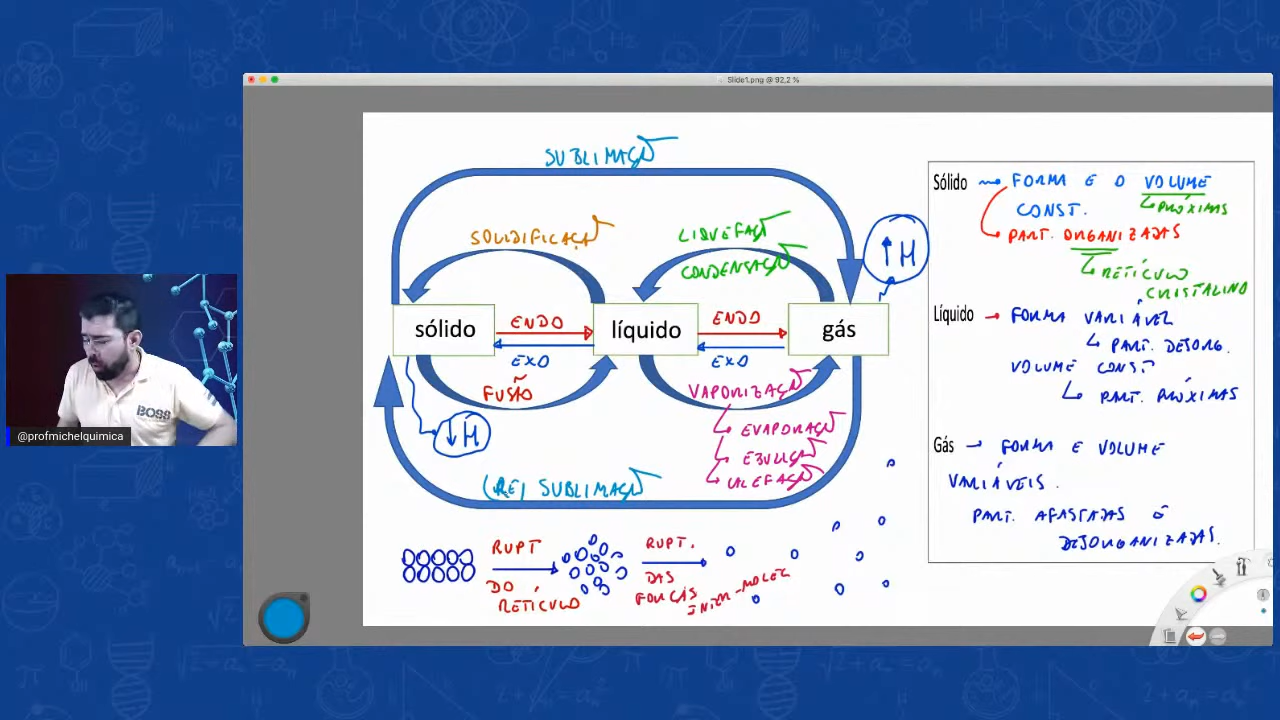 Slide1.png @ 92,2 %
SUBLIMAÇÃO
SOLIDIFICAÇÃO
LIQUEFAÇÃO
CONDENSAÇÃO
↑ H
sólido
ENDO
EXO
líquido
ENDO
EXO
gás
FUSÃO
VAPORIZAÇÃO
EVAPORAÇÃO
EBULIÇÃO
CALEFAÇÃO
↓ H
(RE) SUBLIMAÇÃO
RUPT
DO
RETÍCULO
RUPT.
DAS
FORÇAS
INTER-MOLEC
Sólido → FORMA E O VOLUME
CONST.
PRÓXIMAS
PART. ORGANIZADAS
RETÍCULO
CRISTALINO
Líquido → FORMA VARIÁVEL
PART. DESORG.
VOLUME CONST
PART. PRÓXIMAS
Gás → FORMA E VOLUME
VARIÁVEIS.
PART. AFASTADAS E
DESORGANIZADAS.
BOSS
@profmichelquimica